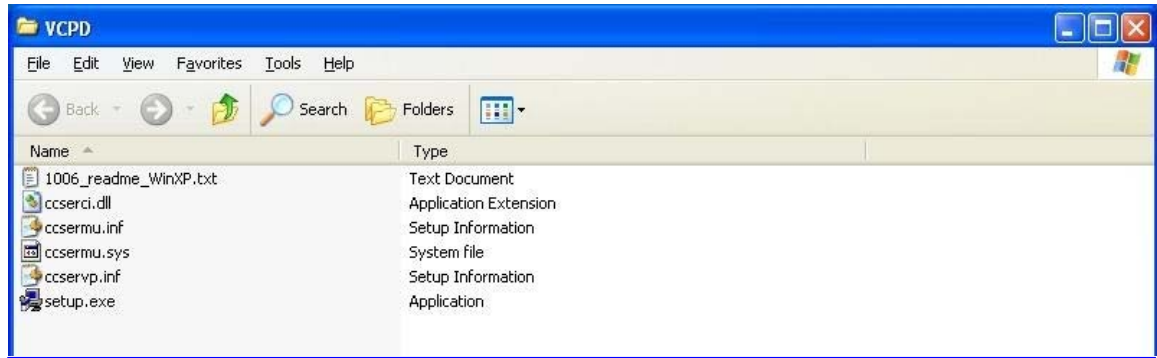 VCPD
File Edit View Favorites Tools Help
Back Search Folders
Name Type
1006_readme_WinXP.txt Text Document
ccserci.dll Application Extension
ccsermu.inf Setup Information
ccsermu.sys System file
ccservp.inf Setup Information
setup.exe Application